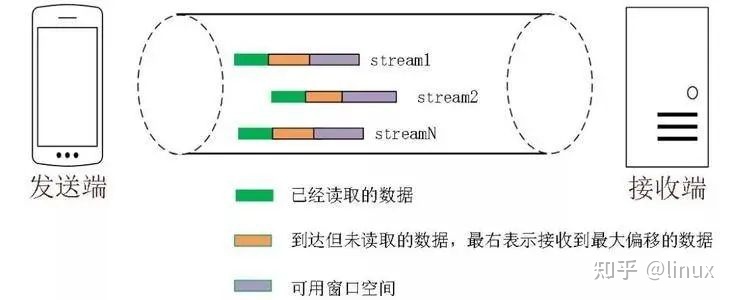 stream1
stream2
streamN
发送端
接收端
已经读取的数据
到达但未读取的数据，最右表示接收到最大偏移的数据
可用窗口空间
知乎 @linux